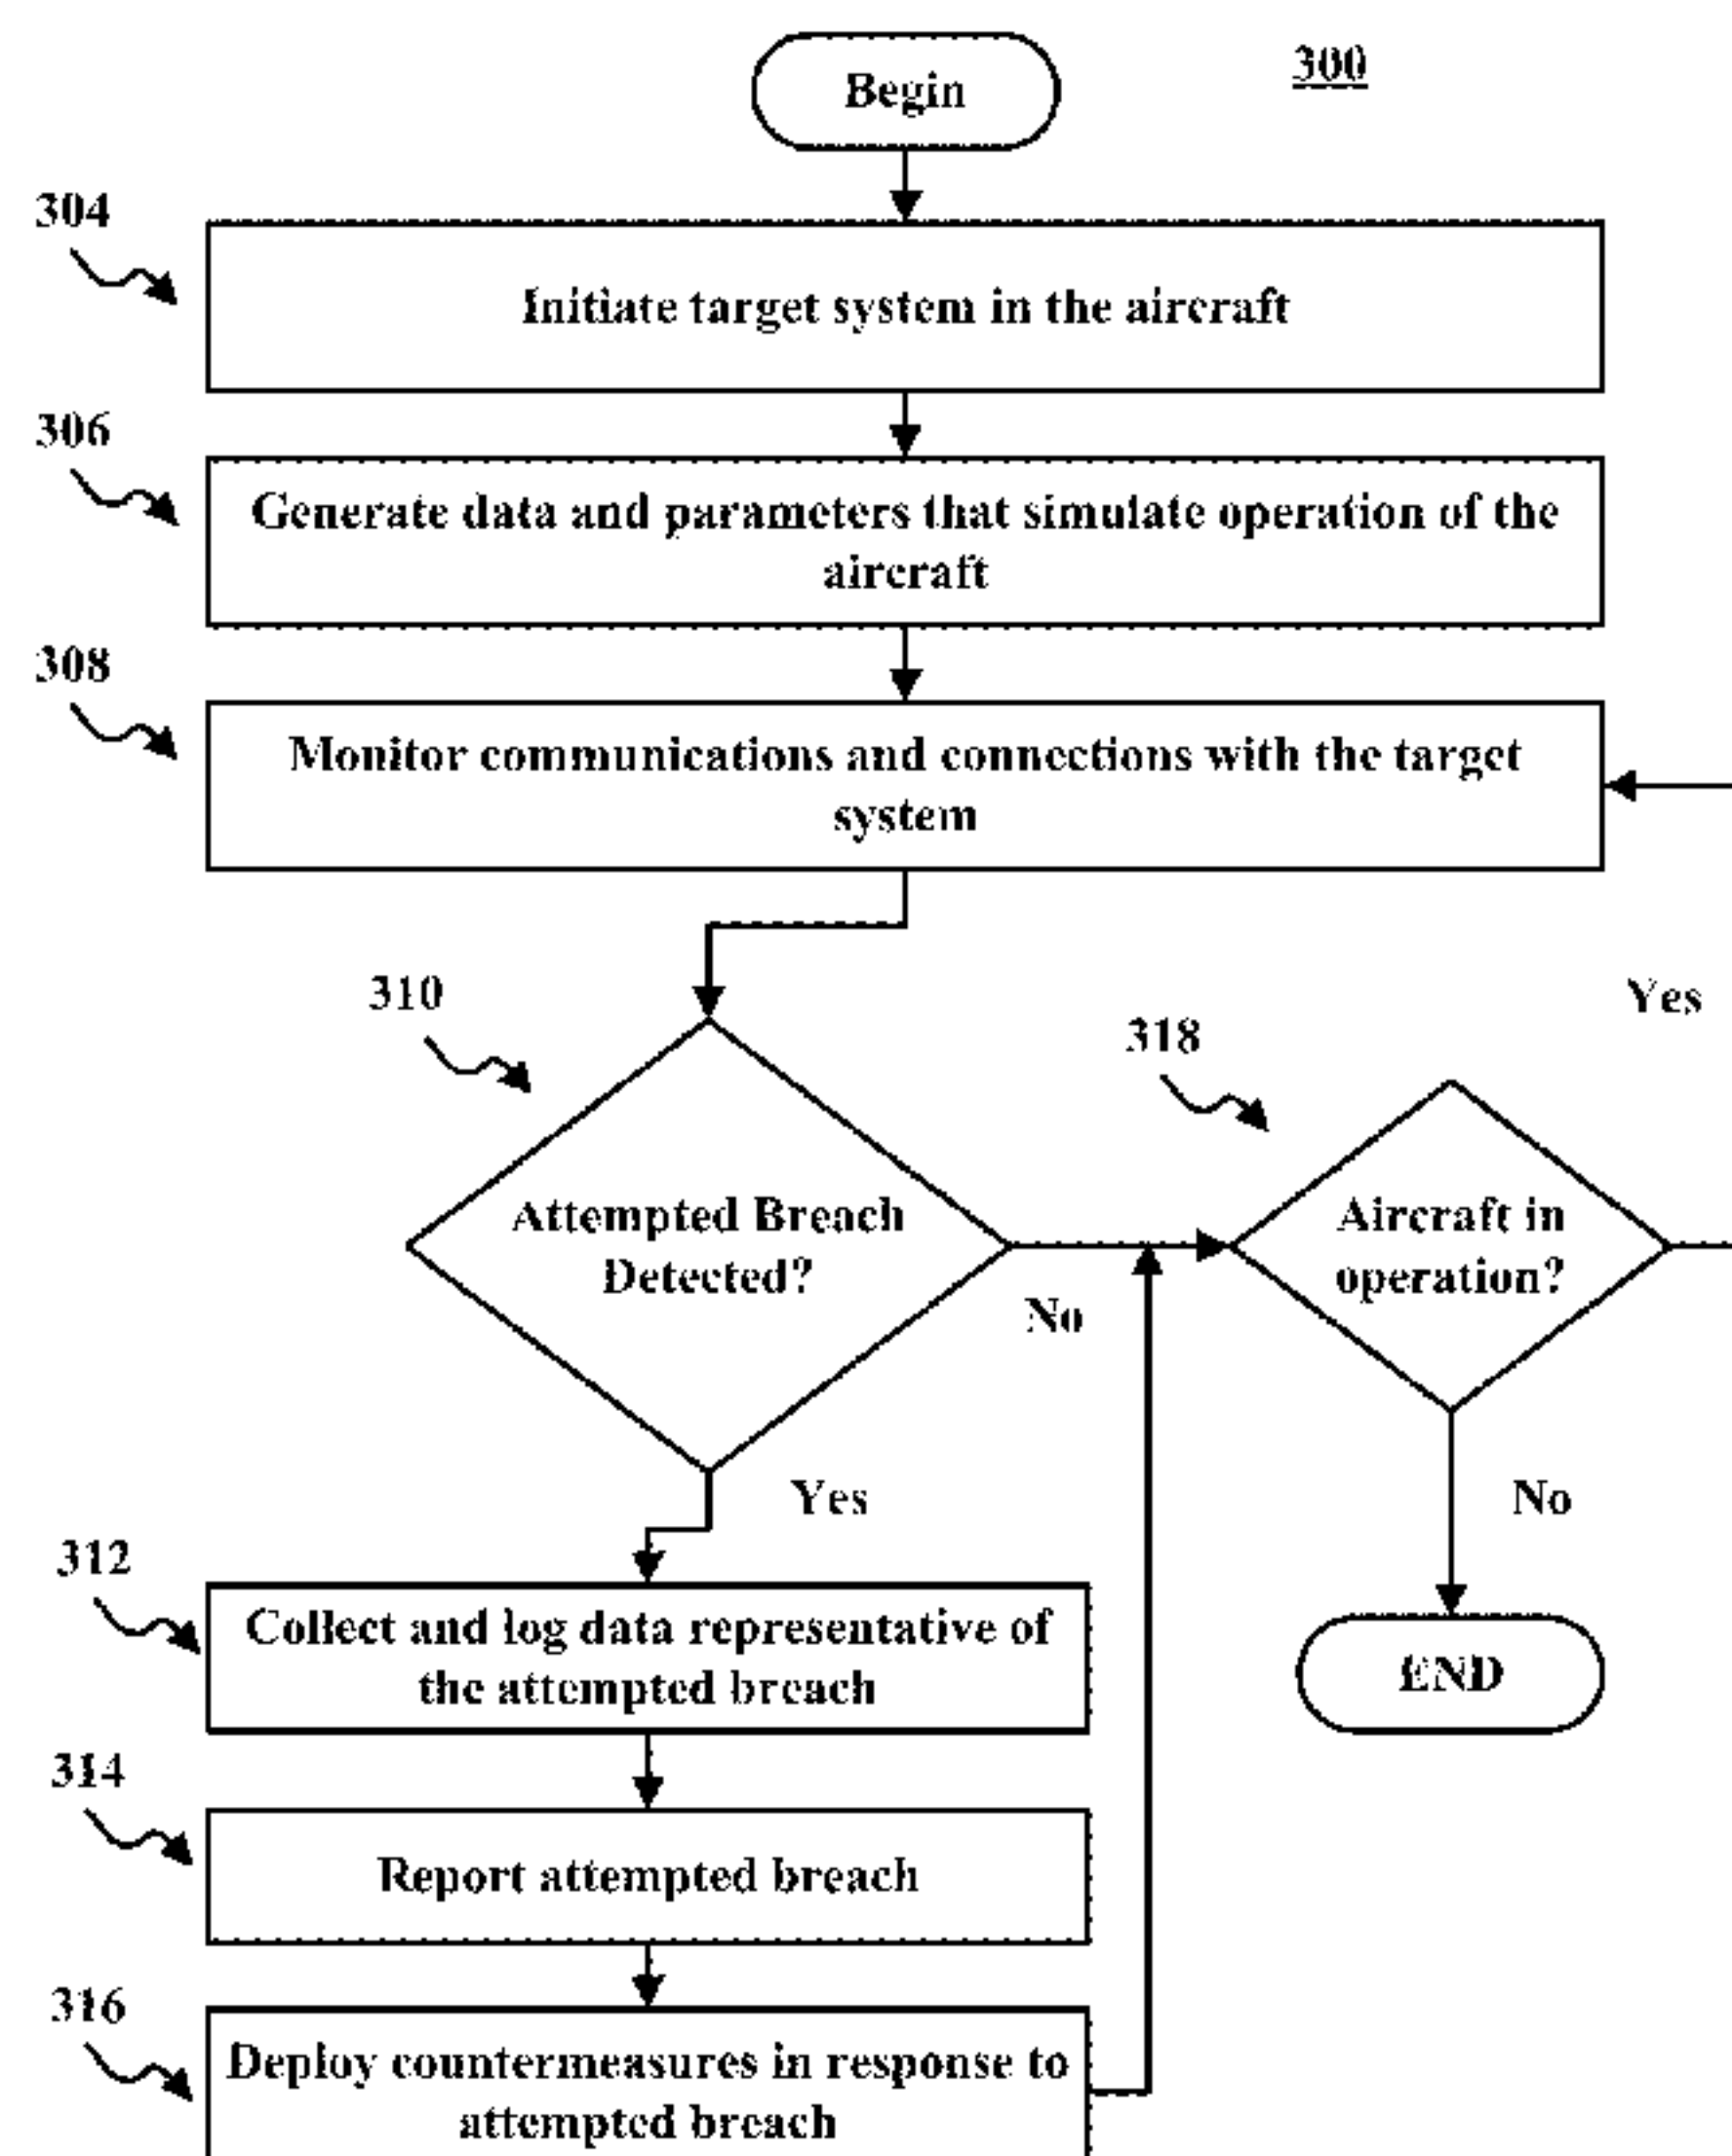 Begin
300
304
Initiate target system in the aircraft
306
Generate data and parameters that simulate operation of the
aircraft
308
Monitor communications and connections with the target
system
310
318
Yes
Attempted Breach
Detected?
No
Aircraft in
operation?
Yes
No
312
Collect and log data representative of
the attempted breach
END
314
Report attempted breach
316
Deploy countermeasures in response to
attempted breach